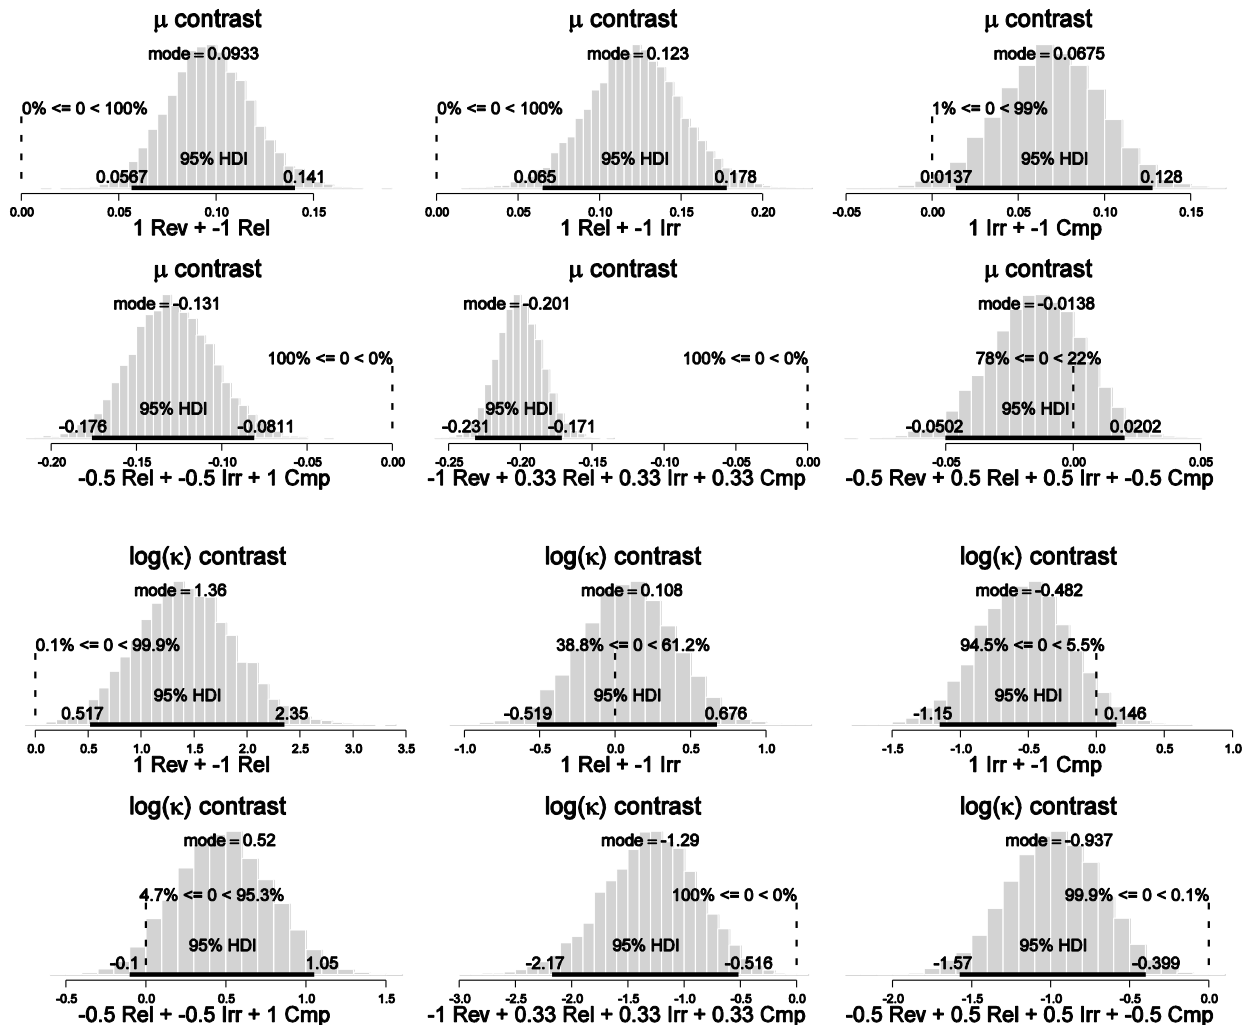 μ contrast
mode = 0.0933
0% <= 0 < 100%
95% HDI
0.0567 0.141
0.00 0.05 0.10 0.15
1 Rev + -1 Rel
μ contrast
mode = 0.123
0% <= 0 < 100%
95% HDI
0.065 0.178
0.00 0.05 0.10 0.15 0.20
1 Rel + -1 Irr
μ contrast
mode = 0.0675
1% <= 0 < 99%
95% HDI
0.0137 0.128
-0.05 0.00 0.05 0.10 0.15
1 Irr + -1 Cmp
μ contrast
mode = -0.131
100% <= 0 < 0%
95% HDI
-0.176 -0.0811
-0.20 -0.15 -0.10 -0.05 0.00
-0.5 Rel + -0.5 Irr + 1 Cmp
μ contrast
mode = -0.201
100% <= 0 < 0%
95% HDI
-0.231 -0.171
-0.25 -0.20 -0.15 -0.10 -0.05 0.00
-1 Rev + 0.33 Rel + 0.33 Irr + 0.33 Cmp
μ contrast
mode = -0.0138
78% <= 0 < 22%
95% HDI
-0.0502 0.0202
-0.05 0.00 0.05
-0.5 Rev + 0.5 Rel + 0.5 Irr + -0.5 Cmp
log(κ) contrast
mode = 1.36
0.1% <= 0 < 99.9%
95% HDI
0.517 2.35
0.0 0.5 1.0 1.5 2.0 2.5 3.0 3.5
1 Rev + -1 Rel
log(κ) contrast
mode = 0.108
38.8% <= 0 < 61.2%
95% HDI
-0.519 0.676
-1.0 -0.5 0.0 0.5 1.0
1 Rel + -1 Irr
log(κ) contrast
mode = -0.482
94.5% <= 0 < 5.5%
95% HDI
-1.15 0.146
-1.5 -1.0 -0.5 0.0 0.5 1.0
1 Irr + -1 Cmp
log(κ) contrast
mode = 0.52
4.7% <= 0 < 95.3%
95% HDI
-0.1 1.05
-0.5 0.0 0.5 1.0 1.5
-0.5 Rel + -0.5 Irr + 1 Cmp
log(κ) contrast
mode = -1.29
100% <= 0 < 0%
95% HDI
-2.17 -0.516
-3.0 -2.5 -2.0 -1.5 -1.0 -0.5 0.0
-1 Rev + 0.33 Rel + 0.33 Irr + 0.33 Cmp
log(κ) contrast
mode = -0.937
99.9% <= 0 < 0.1%
95% HDI
-1.57 -0.399
-2.0 -1.5 -1.0 -0.5 0.0
-0.5 Rev + 0.5 Rel + 0.5 Irr + -0.5 Cmp